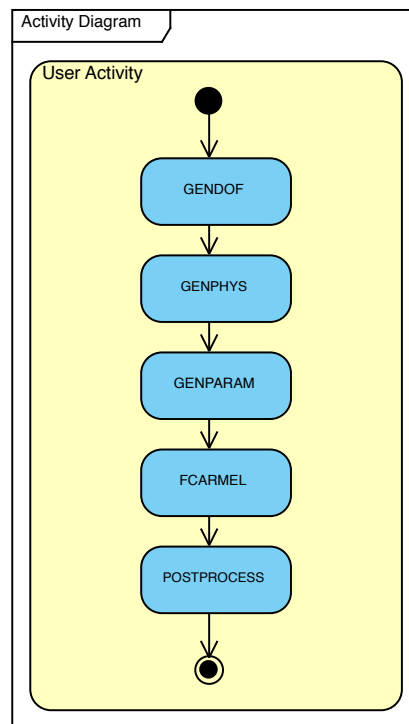 Activity Diagram
User Activity
GENDOF
GENPHYS
GENPARAM
FCARMEL
POSTPROCESS